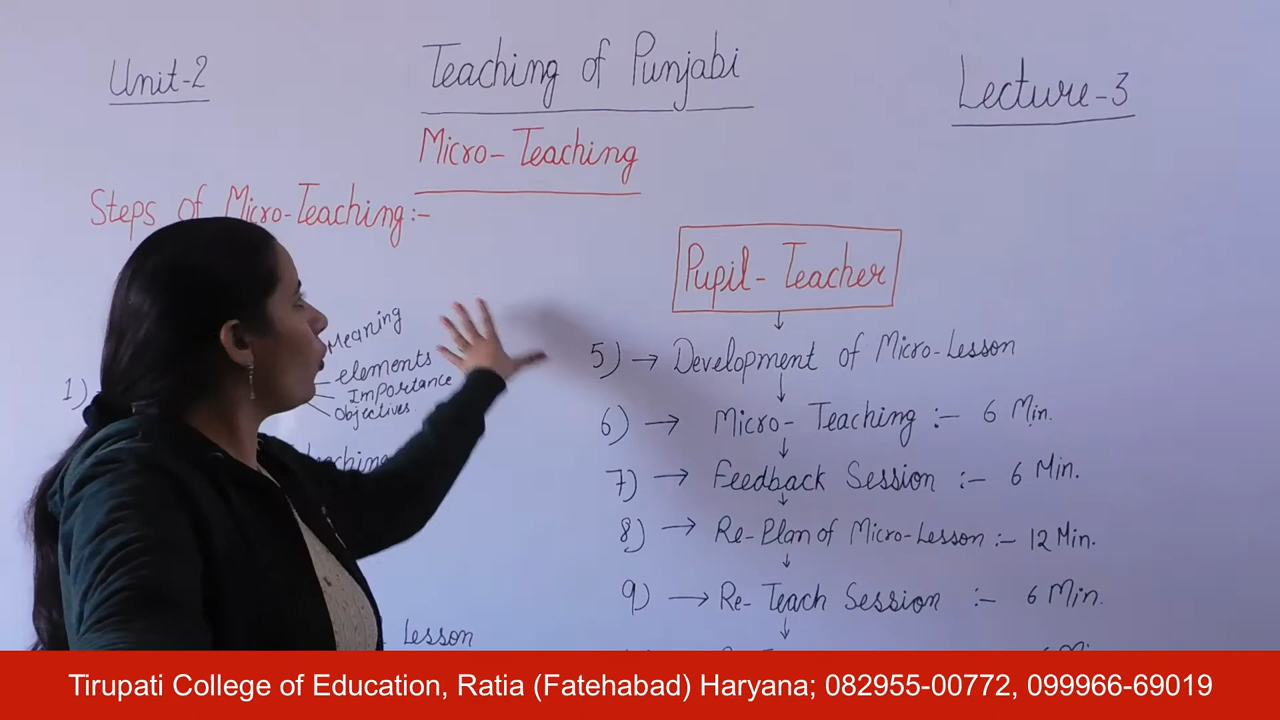 Unit-2
Teaching of Punjabi
Lecture-3
Micro-Teaching
Steps of Micro-Teaching:-
1)
Meaning
elements
Importance
Objectives
Lesson
Pupil-Teacher
5) → Development of Micro-Lesson
6) → Micro-Teaching :- 6 Min.
7) → Feedback Session :- 6 Min.
8) → Re-Plan of Micro-Lesson :- 12 Min.
9) → Re-Teach Session :- 6 Min.
Tirupati College of Education, Ratia (Fatehabad) Haryana; 082955-00772, 099966-69019